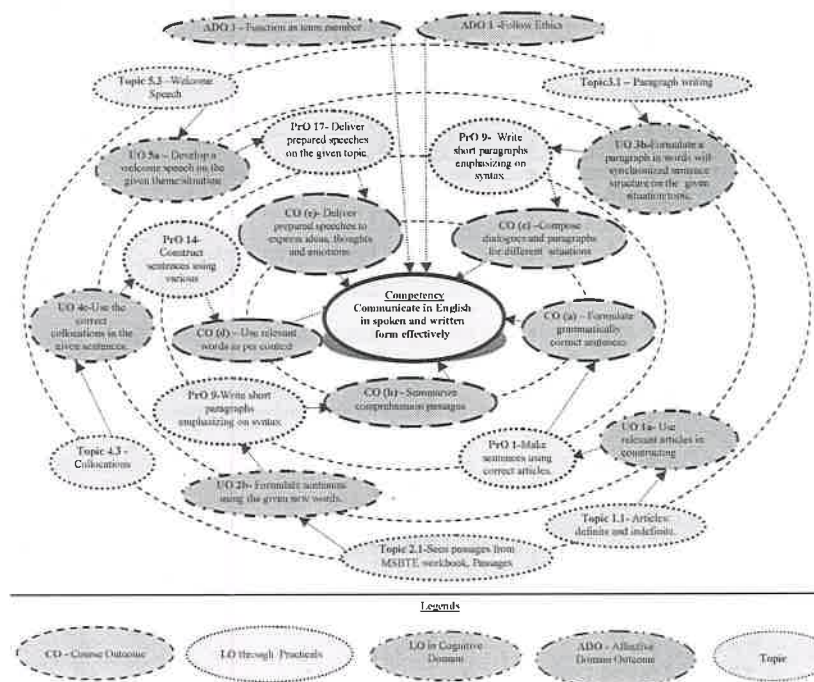 ADO 3 - Function as team member
ADO 1 -Follow Ethics
Topic 5.3 -Welcome
Speech
Topic3.1 – Paragraph writing
PrO 17- Deliver
prepared speeches
on the given topic
PrO 9- Write
short paragraphs
emphasizing on
syntax
UO 5a – Develop a
welcome speech on the
given theme/situation
UO 3b-Formulate a
paragraph in words with
synchronized sentence
structure on the given
situation/topic.
CO (e)- Deliver
prepared speeches to
express ideas, thoughts
and emotions
CO (c) –Compose
dialogues and paragraphs
for different situations
PrO 14-
Construct
sentences using
various
Competency
Communicate in English
in spoken and written
form effectively
UO 4c-Use the
correct
collocations in the
given sentences.
CO (d) – Use relevant
words as per context
CO (a) – Formulate
grammatically
correct sentences
CO (b) - Summarize
comprehension passages
PrO 9-Write short
paragraphs
emphasizing on syntax
PrO 1-Make
sentences using
correct articles.
UO 1a- Use
relevant articles in
constructing
Topic 4.3 -
Collocations
UO 2b- Formulate sentences
using the given new words.
Topic 1.1- Articles:
definite and indefinite.
Topic 2.1-Seen passages from
MSBTE workbook, Passages
Legends
CO - Course Outcome
LO through Practicals
LO in Cognitive
Domain
ADO - Affective
Domain Outcome
Topic